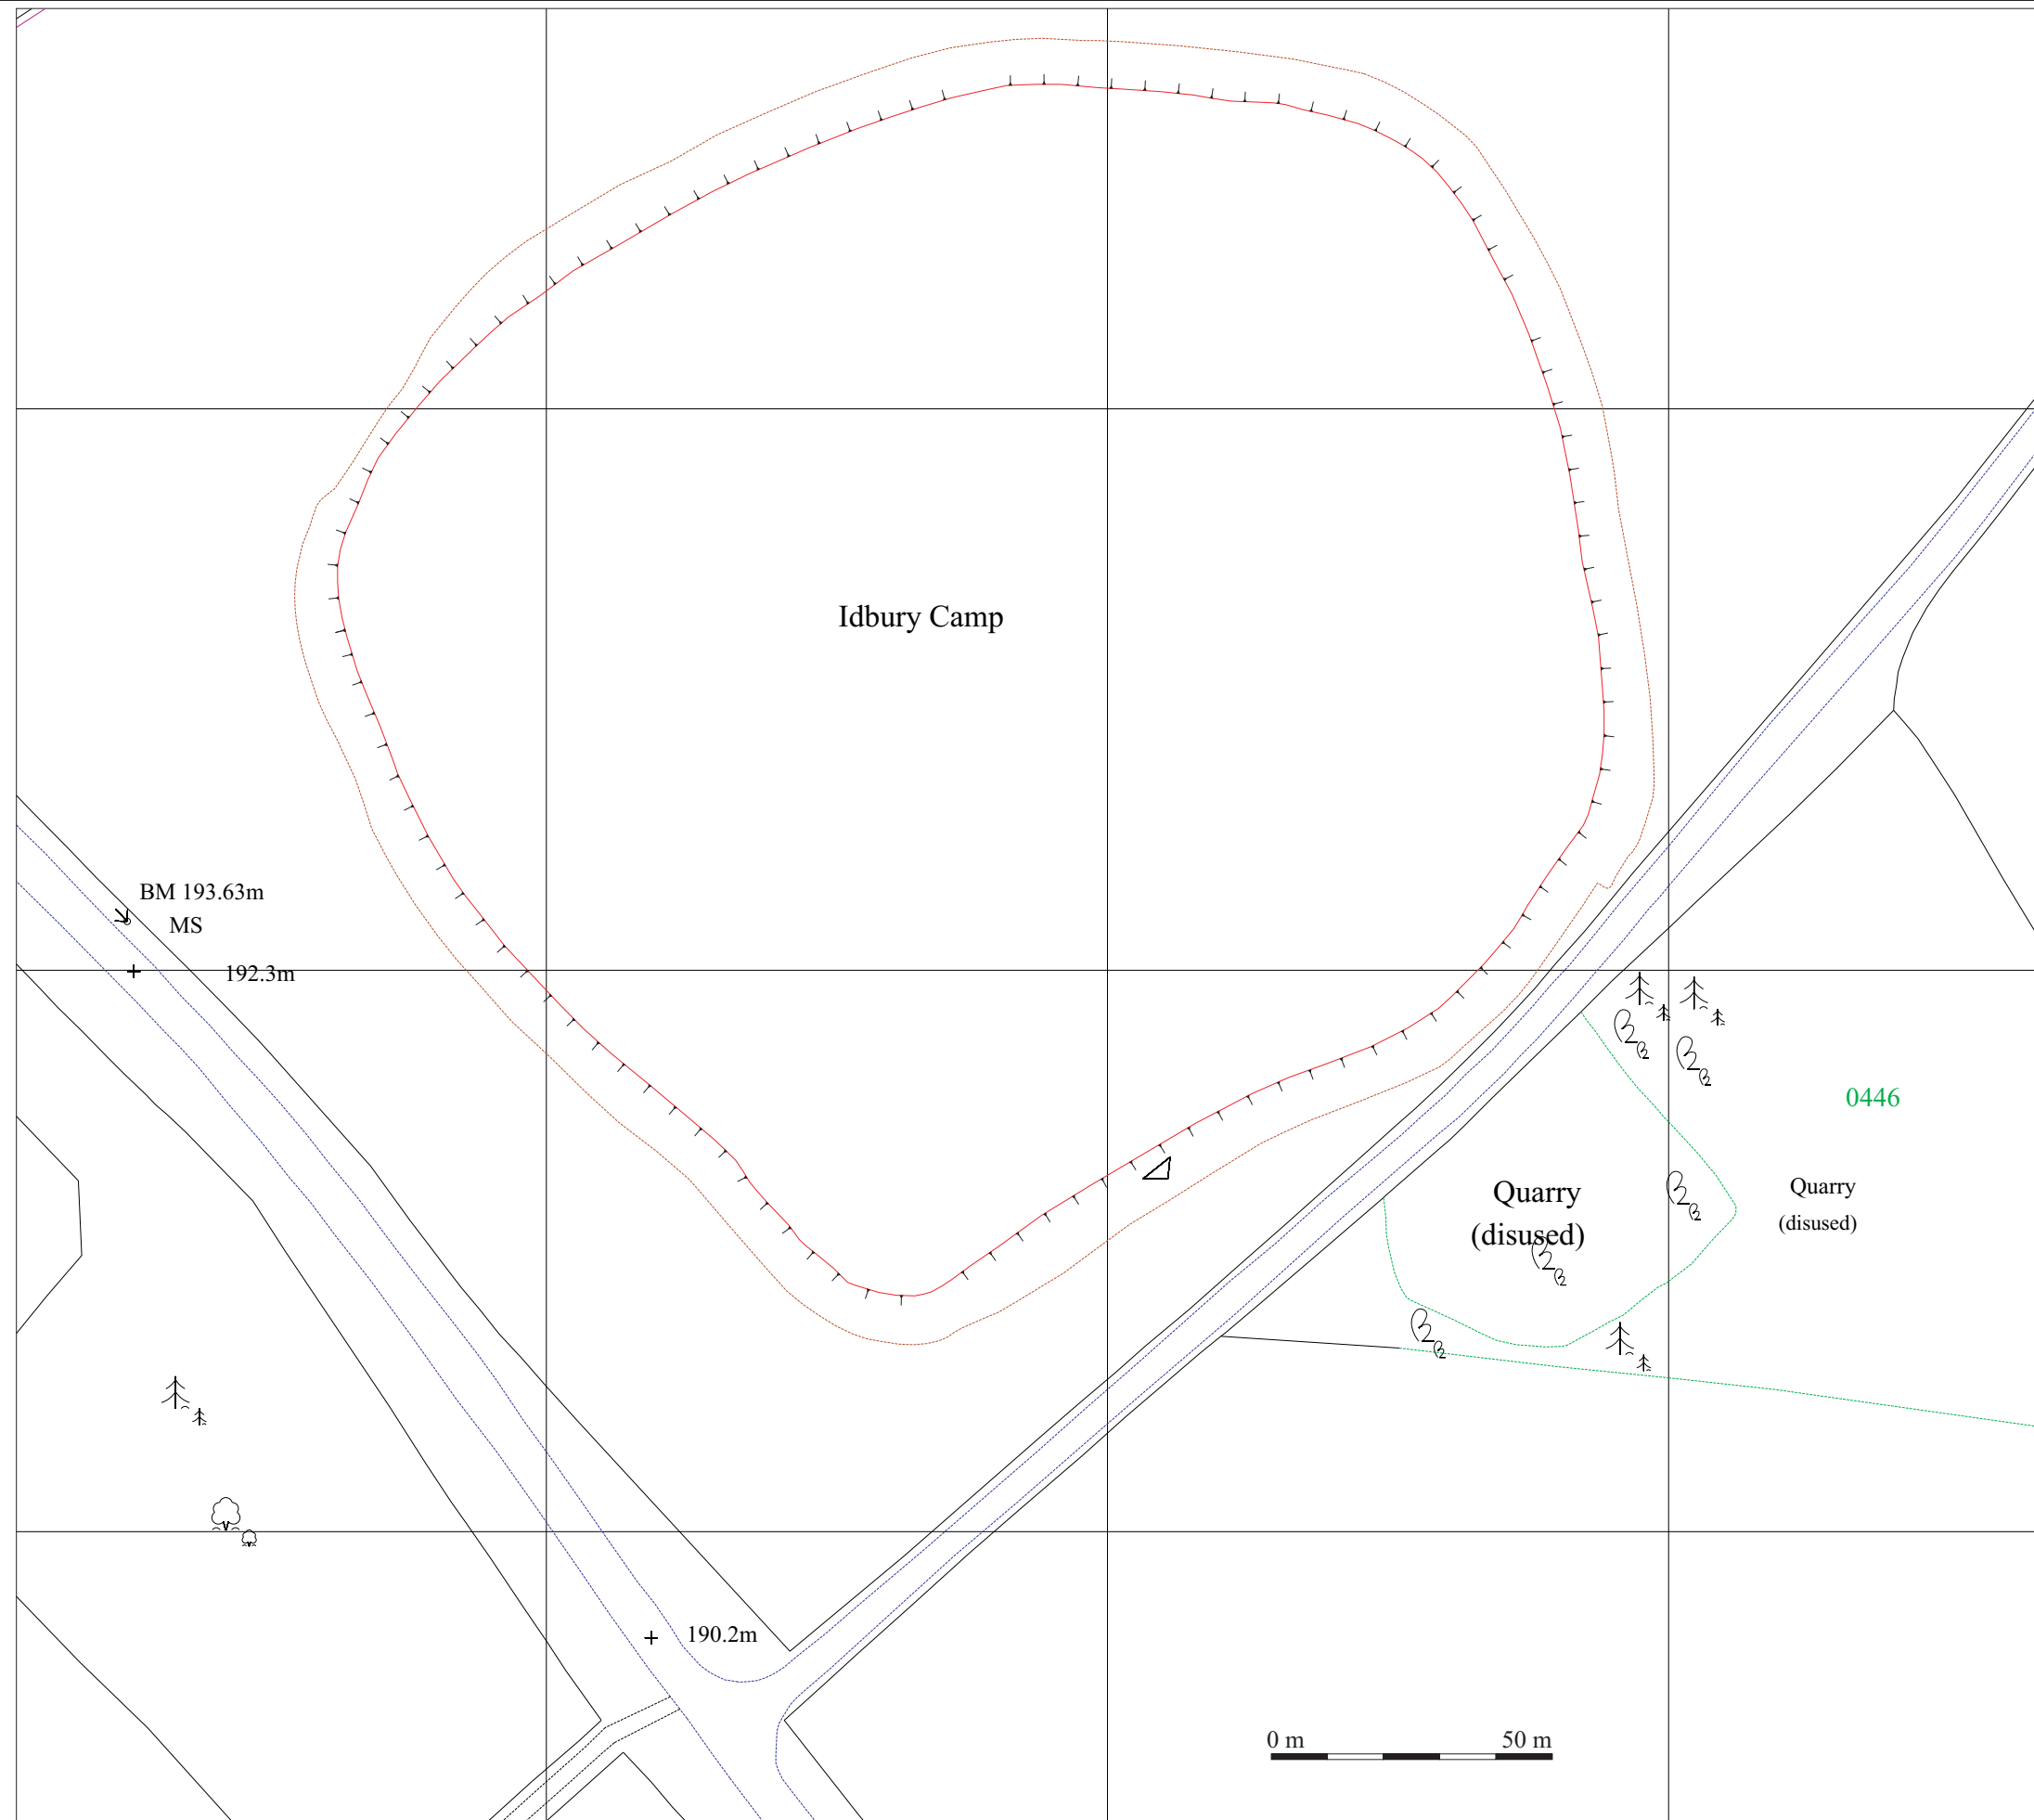 Idbury Camp
BM 193.63m
MS
192.3m
0446
Quarry
(disused)
Quarry
(disused)
190.2m
0 m 50 m